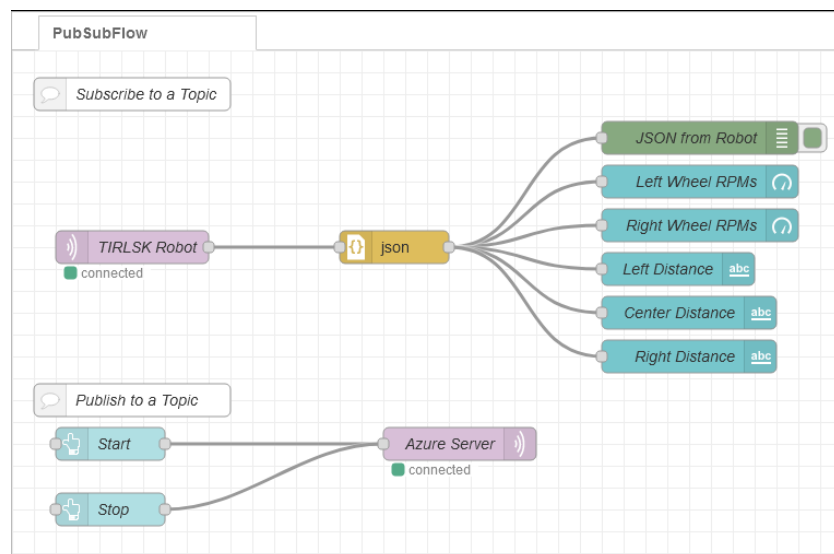 PubSubFlow
Subscribe to a Topic
JSON from Robot
Left Wheel RPMs
Right Wheel RPMs
TIRLSK Robot
json
connected
Left Distance
abc
Center Distance
abc
Right Distance
abc
Publish to a Topic
Start
Azure Server
connected
Stop